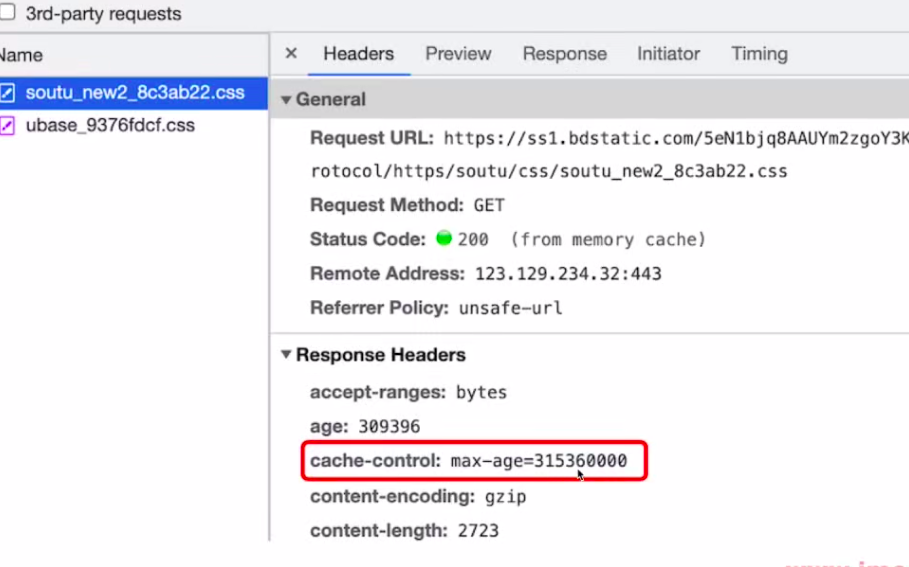 3rd-party requests
Name
Headers Preview Response Initiator Timing
soutu_new2_8c3ab22.css
ubase_9376fdcf.css
General
Request URL: https://ss1.bdstatic.com/5eN1bjq8AAUYm2zgoY3K
rotocol/https/soutu/css/soutu_new2_8c3ab22.css
Request Method: GET
Status Code: 200 (from memory cache)
Remote Address: 123.129.234.32:443
Referrer Policy: unsafe-url
Response Headers
accept-ranges: bytes
age: 309396
cache-control: max-age=315360000
content-encoding: gzip
content-length: 2723